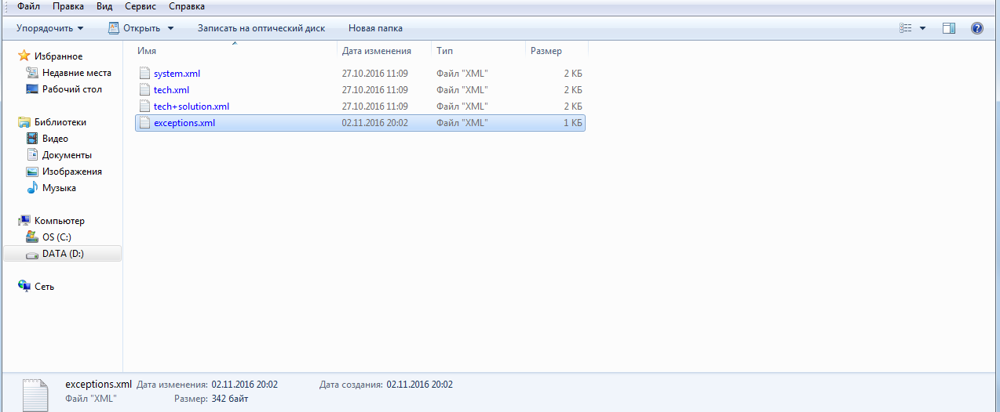 Файл Правка Вид Сервис Справка
Упорядочить Открыть Записать на оптический диск Новая папка
Избранное
Недавние места
Рабочий стол
Библиотеки
Видео
Документы
Изображения
Музыка
Компьютер
OS (C:)
DATA (D:)
Сеть
Имя Дата изменения Тип Размер
system.xml 27.10.2016 11:09 Файл "XML" 2 КБ
tech.xml 27.10.2016 11:09 Файл "XML" 2 КБ
tech+solution.xml 27.10.2016 11:09 Файл "XML" 2 КБ
exceptions.xml 02.11.2016 20:02 Файл "XML" 1 КБ
exceptions.xml Дата изменения: 02.11.2016 20:02 Дата создания: 02.11.2016 20:02
Файл "XML" Размер: 342 байт